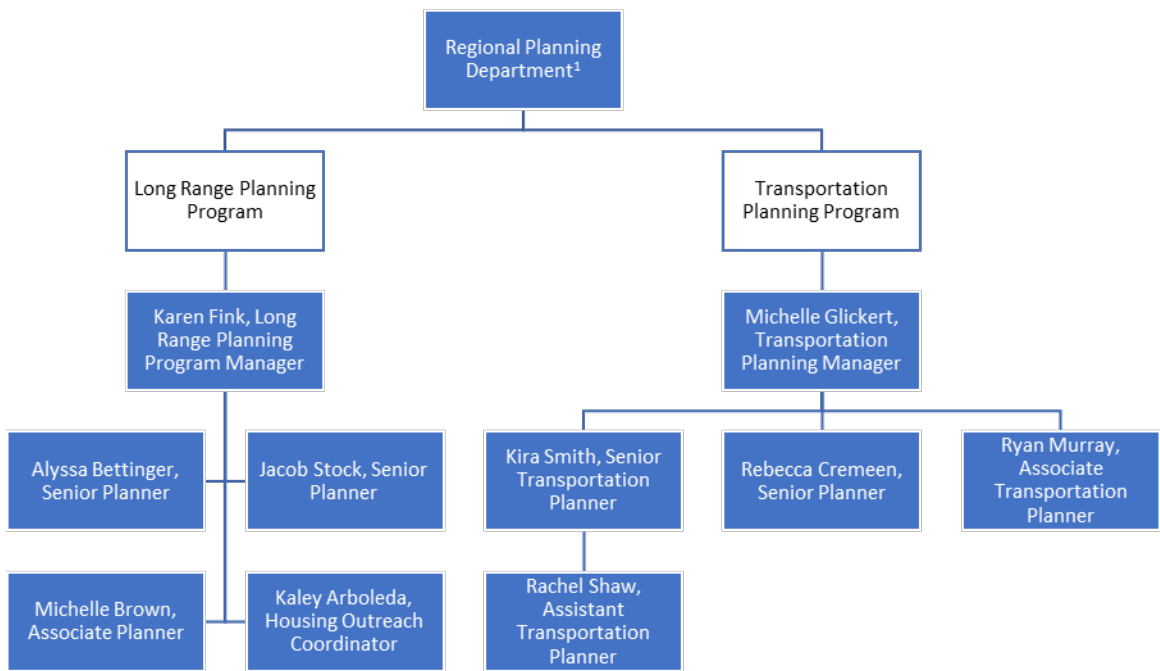 Regional Planning
Department¹
Long Range Planning
Program
Transportation
Planning Program
Karen Fink, Long
Range Planning
Program Manager
Michelle Glickert,
Transportation
Planning Manager
Alyssa Bettinger,
Senior Planner
Jacob Stock, Senior
Planner
Kira Smith, Senior
Transportation
Planner
Rebecca Cremeen,
Senior Planner
Ryan Murray,
Associate
Transportation
Planner
Michelle Brown,
Associate Planner
Kaley Arboleda,
Housing Outreach
Coordinator
Rachel Shaw,
Assistant
Transportation
Planner